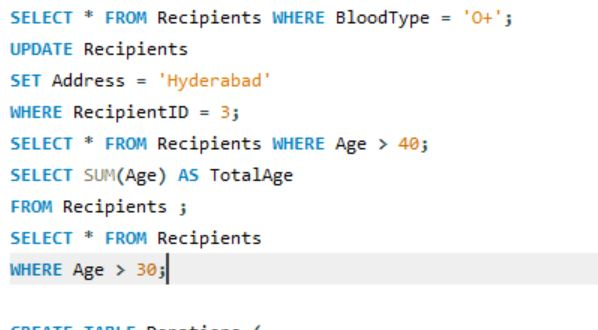 SELECT * FROM Recipients WHERE BloodType = 'O+';
UPDATE Recipients
SET Address = 'Hyderabad'
WHERE RecipientID = 3;
SELECT * FROM Recipients WHERE Age > 40;
SELECT SUM(Age) AS TotalAge
FROM Recipients ;
SELECT * FROM Recipients
WHERE Age > 30;
CREATE TABLE Donations (